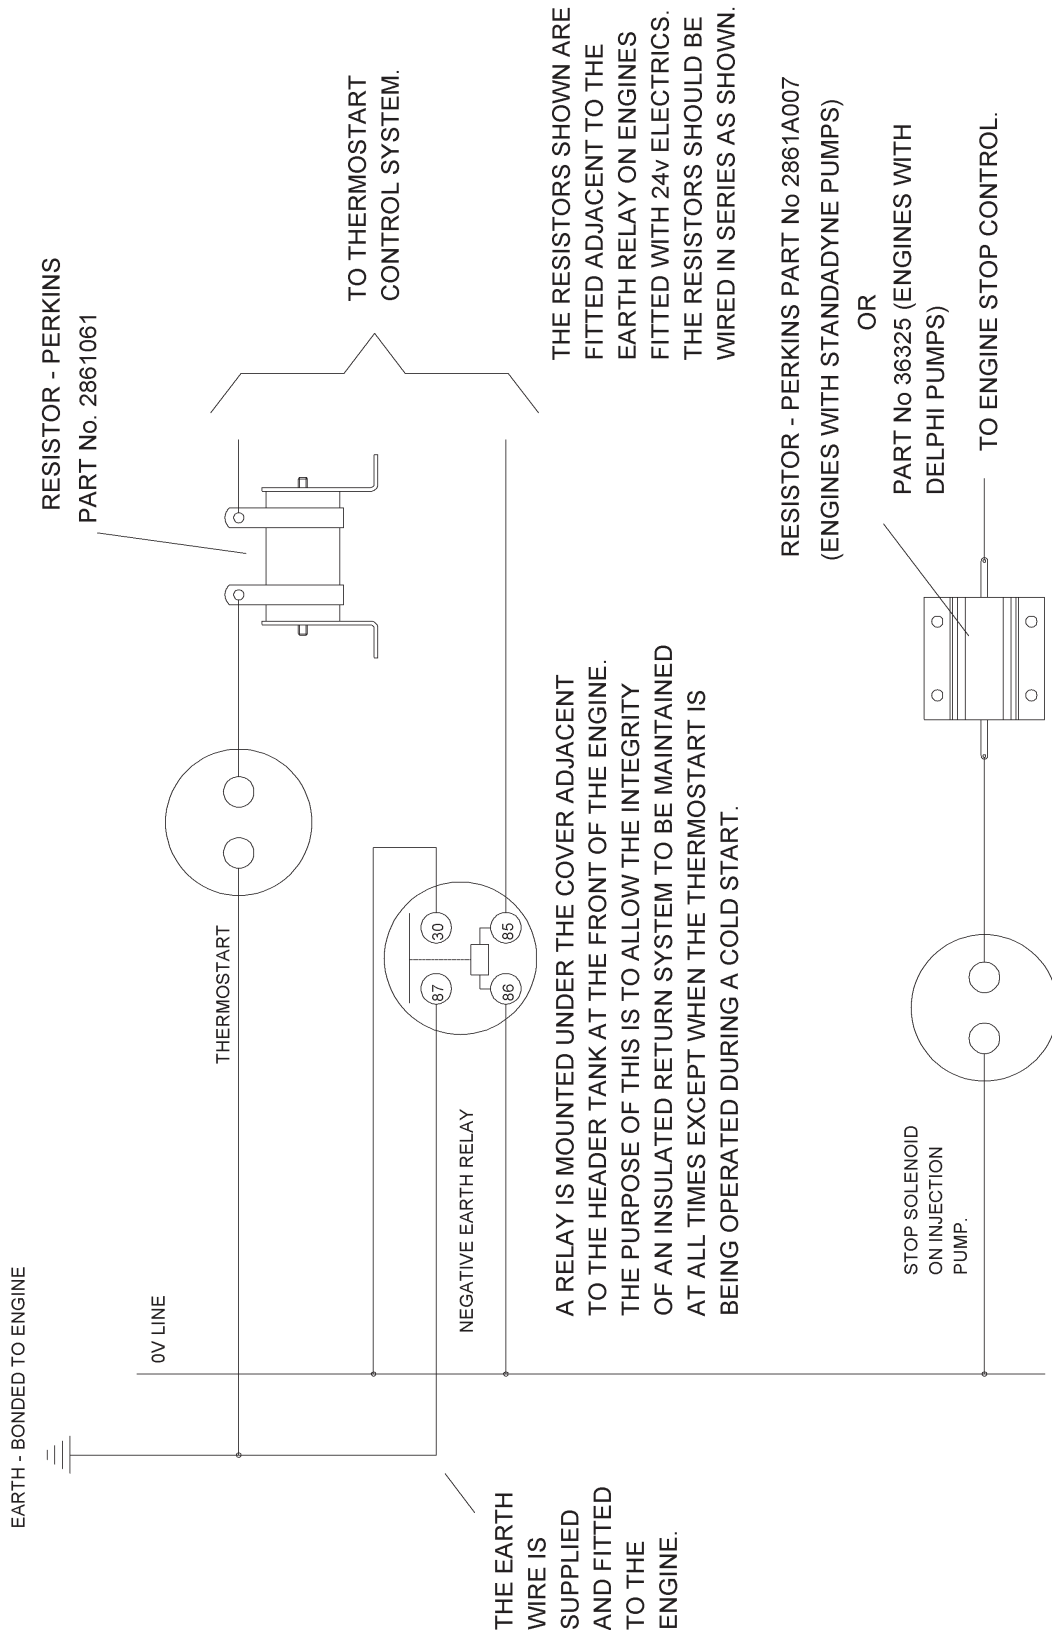 EARTH - BONDED TO ENGINE
0V LINE
THERMOSTART
RESISTOR - PERKINS
PART No. 2861061
TO THERMOSTART
CONTROL SYSTEM.
87
30
86
85
NEGATIVE EARTH RELAY
THE EARTH
WIRE IS
SUPPLIED
AND FITTED
TO THE
ENGINE.
A RELAY IS MOUNTED UNDER THE COVER ADJACENT
TO THE HEADER TANK AT THE FRONT OF THE ENGINE.
THE PURPOSE OF THIS IS TO ALLOW THE INTEGRITY
OF AN INSULATED RETURN SYSTEM TO BE MAINTAINED
AT ALL TIMES EXCEPT WHEN THE THERMOSTART IS
BEING OPERATED DURING A COLD START.
THE RESISTORS SHOWN ARE
FITTED ADJACENT TO THE
EARTH RELAY ON ENGINES
FITTED WITH 24v ELECTRICS.
THE RESISTORS SHOULD BE
WIRED IN SERIES AS SHOWN.
RESISTOR - PERKINS PART No 2861A007
(ENGINES WITH STANDADYNE PUMPS)
OR
PART No 36325 (ENGINES WITH
DELPHI PUMPS)
STOP SOLENOID
ON INJECTION
PUMP.
TO ENGINE STOP CONTROL.